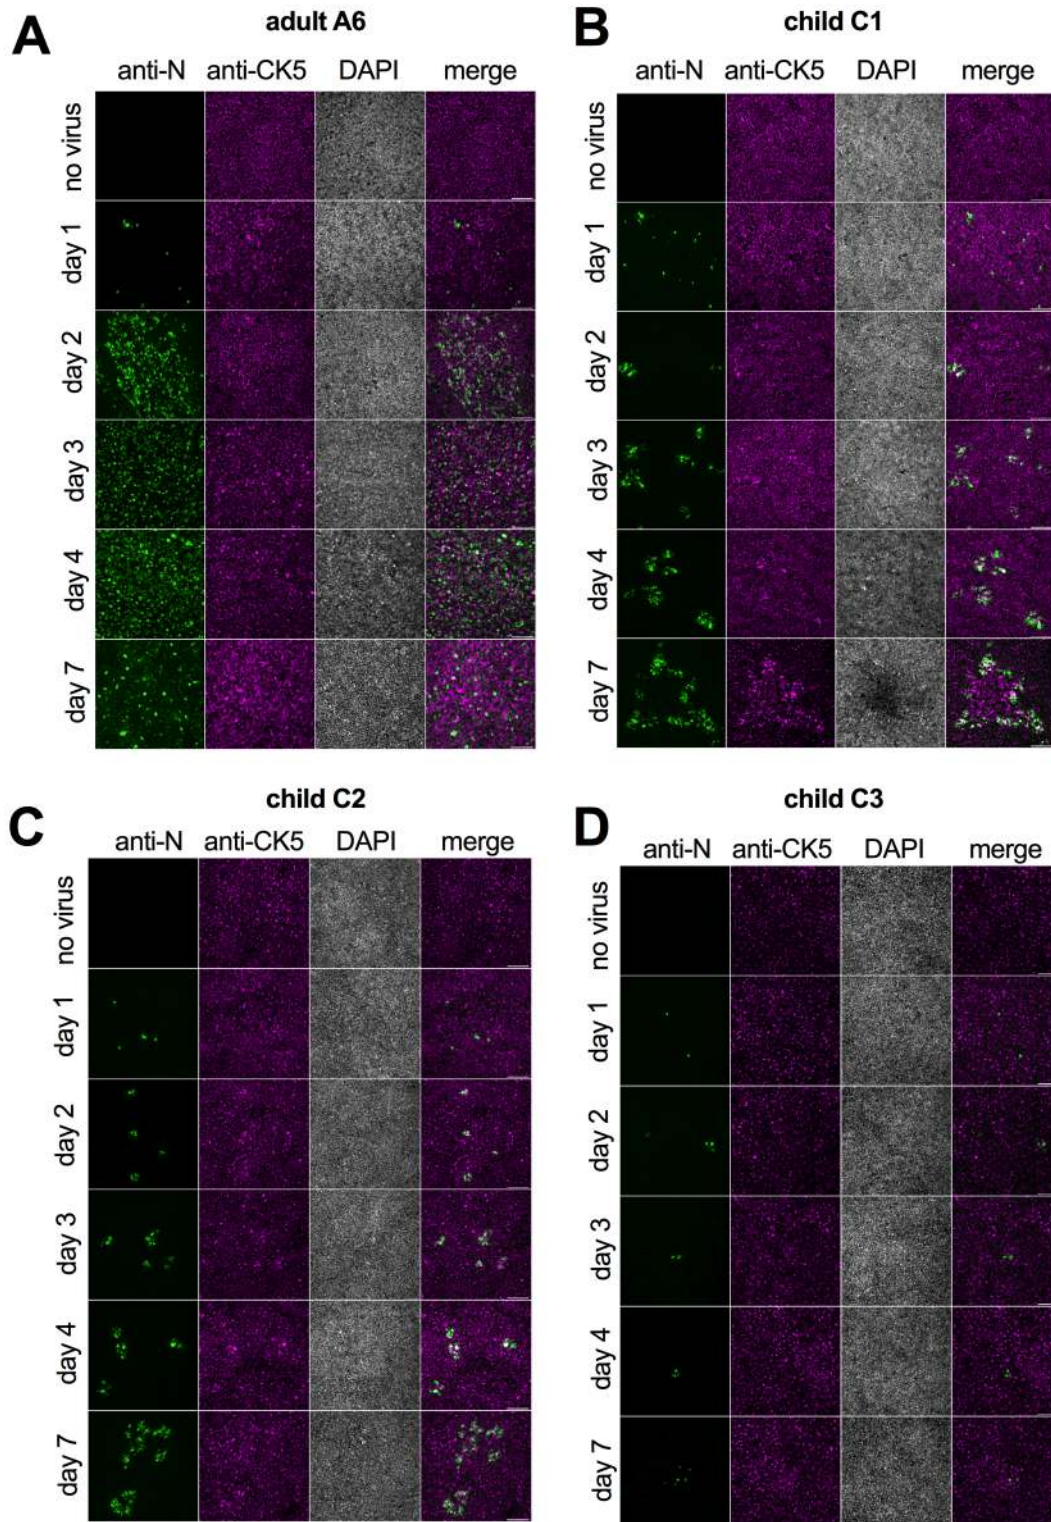 A
adult A6
anti-N anti-CK5 DAPI merge
no virus
day 1
day 2
day 3
day 4
day 7
B
child C1
anti-N anti-CK5 DAPI merge
no virus
day 1
day 2
day 3
day 4
day 7
C
child C2
anti-N anti-CK5 DAPI merge
no virus
day 1
day 2
day 3
day 4
day 7
D
child C3
anti-N anti-CK5 DAPI merge
no virus
day 1
day 2
day 3
day 4
day 7